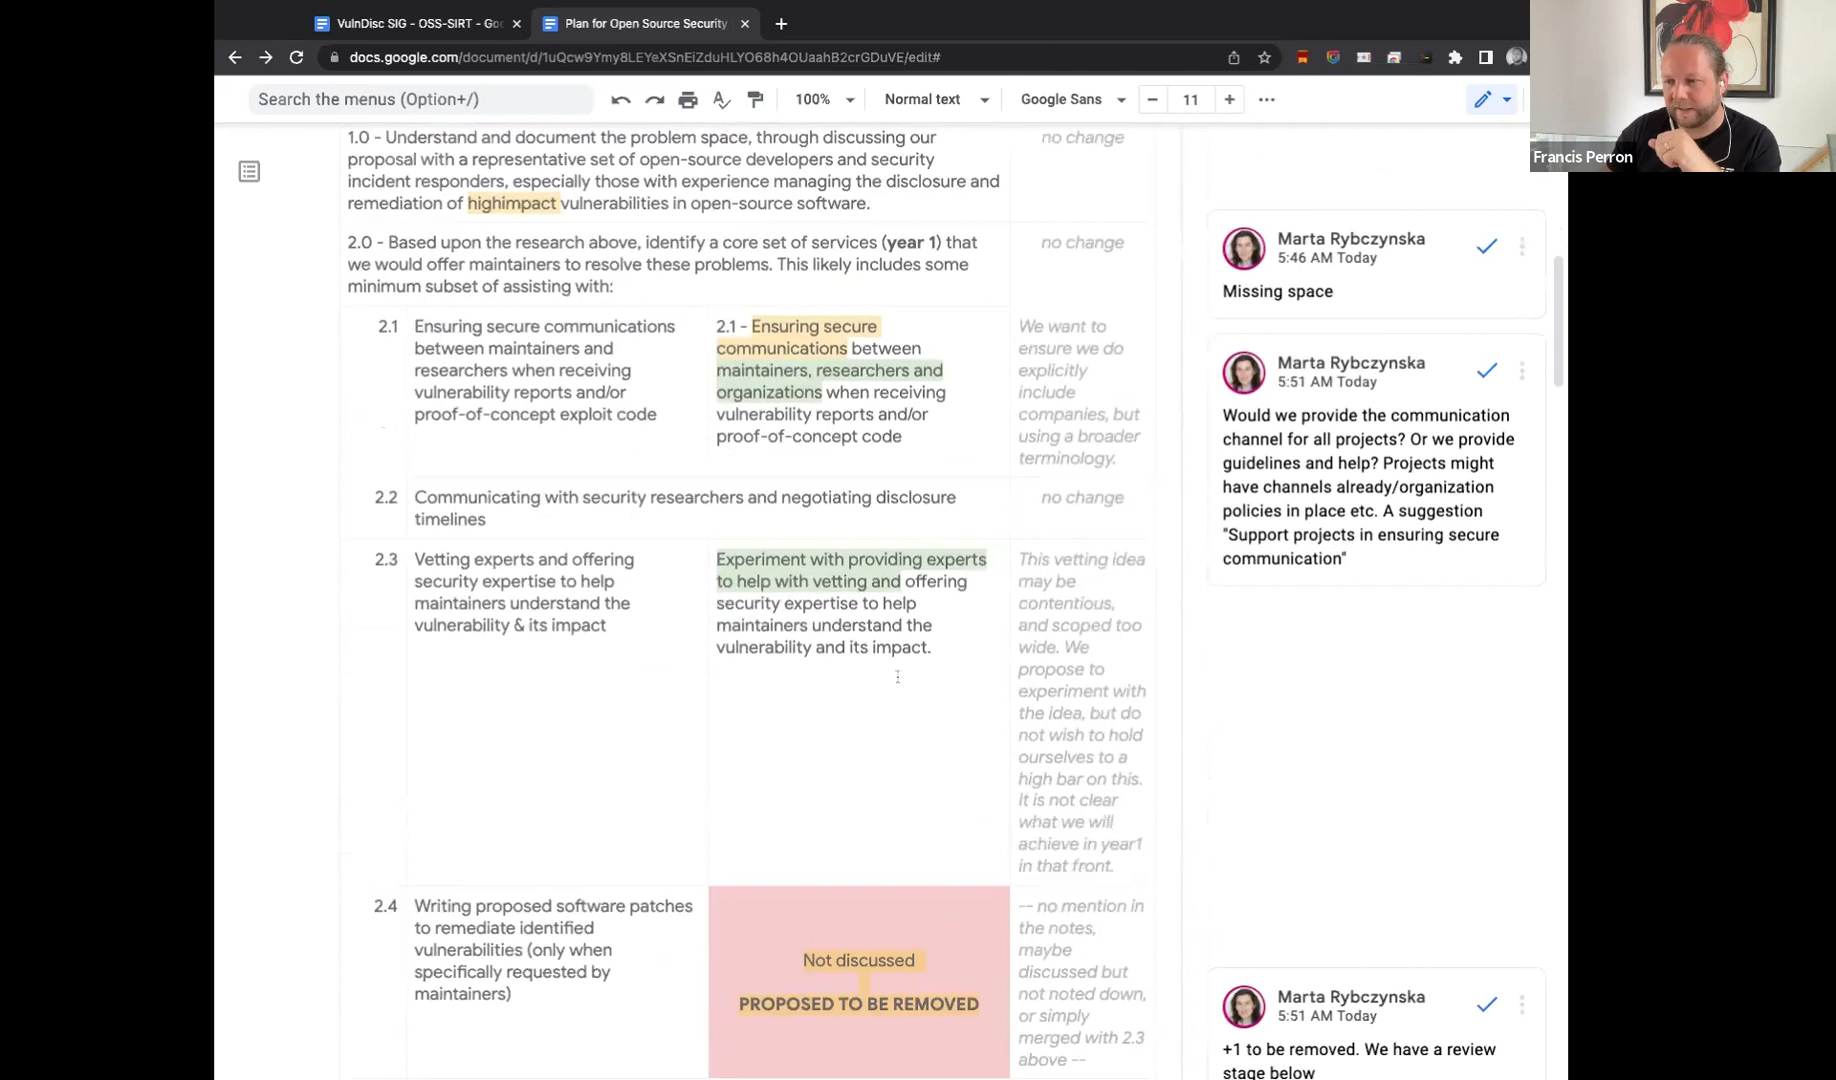 VulnDisc SIG - OSS-SIRT - Goo
Plan for Open Source Security
docs.google.com/document/d/1uQcw9Ymy8LEYeXSnEiZduHLYO68h4OUaahB2crGDuVE/edit#
Search the menus (Option+/)
100%
Normal text
Google Sans
11
Francis Perron
1.0 - Understand and document the problem space, through discussing our
proposal with a representative set of open-source developers and security
incident responders, especially those with experience managing the disclosure and
remediation of highimpact vulnerabilities in open-source software.
no change
2.0 - Based upon the research above, identify a core set of services (year 1) that
we would offer maintainers to resolve these problems. This likely includes some
minimum subset of assisting with:
no change
2.1
Ensuring secure communications
between maintainers and
researchers when receiving
vulnerability reports and/or
proof-of-concept exploit code
2.1 - Ensuring secure
communications between
maintainers, researchers and
organizations when receiving
vulnerability reports and/or
proof-of-concept code
We want to
ensure we do
explicitly
include
companies, but
using a broader
terminology.
2.2
Communicating with security researchers and negotiating disclosure
timelines
no change
2.3
Vetting experts and offering
security expertise to help
maintainers understand the
vulnerability & its impact
Experiment with providing experts
to help with vetting and offering
security expertise to help
maintainers understand the
vulnerability and its impact.
This vetting idea
may be
contentious,
and scoped too
wide. We
propose to
experiment with
the idea, but do
not wish to hold
ourselves to a
high bar on this.
It is not clear
what we will
achieve in year1
in that front.
2.4
Writing proposed software patches
to remediate identified
vulnerabilities (only when
specifically requested by
maintainers)
Not discussed
PROPOSED TO BE REMOVED
-- no mention in
the notes,
maybe
discussed but
not noted down,
or simply
merged with 2.3
above --
Marta Rybczynska
5:46 AM Today
Missing space
Marta Rybczynska
5:51 AM Today
Would we provide the communication
channel for all projects? Or we provide
guidelines and help? Projects might
have channels already/organization
policies in place etc. A suggestion
"Support projects in ensuring secure
communication"
Marta Rybczynska
5:51 AM Today
+1 to be removed. We have a review
stage below